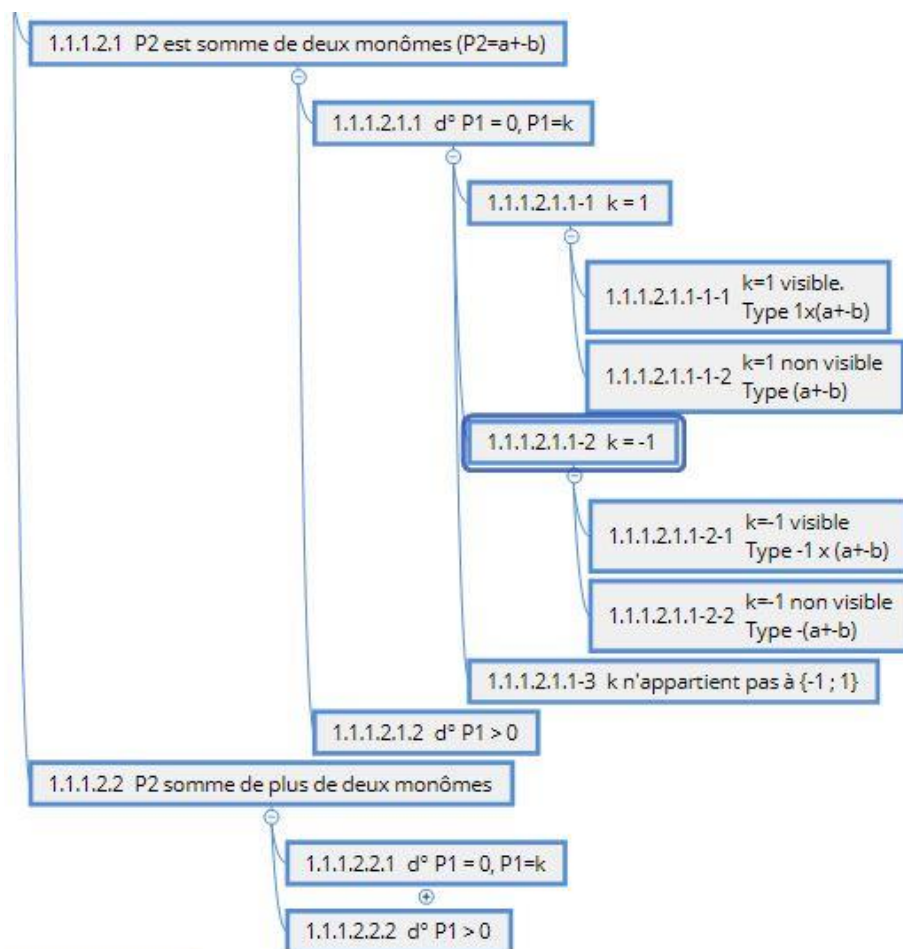 1.1.1.2.1 P2 est somme de deux monômes (P2=a+-b)
1.1.1.2.1.1 d° P1 = 0, P1=k
1.1.1.2.1.1-1 k = 1
1.1.1.2.1.1-1-1 k=1 visible.
Type 1x(a+-b)
1.1.1.2.1.1-1-2 k=1 non visible
Type (a+-b)
1.1.1.2.1.1-2 k = -1
1.1.1.2.1.1-2-1 k=-1 visible
Type -1 x (a+-b)
1.1.1.2.1.1-2-2 k=-1 non visible
Type -(a+-b)
1.1.1.2.1.1-3 k n'appartient pas à {-1 ; 1}
1.1.1.2.1.2 d° P1 > 0
1.1.1.2.2 P2 somme de plus de deux monômes
1.1.1.2.2.1 d° P1 = 0, P1=k
1.1.1.2.2.2 d° P1 > 0